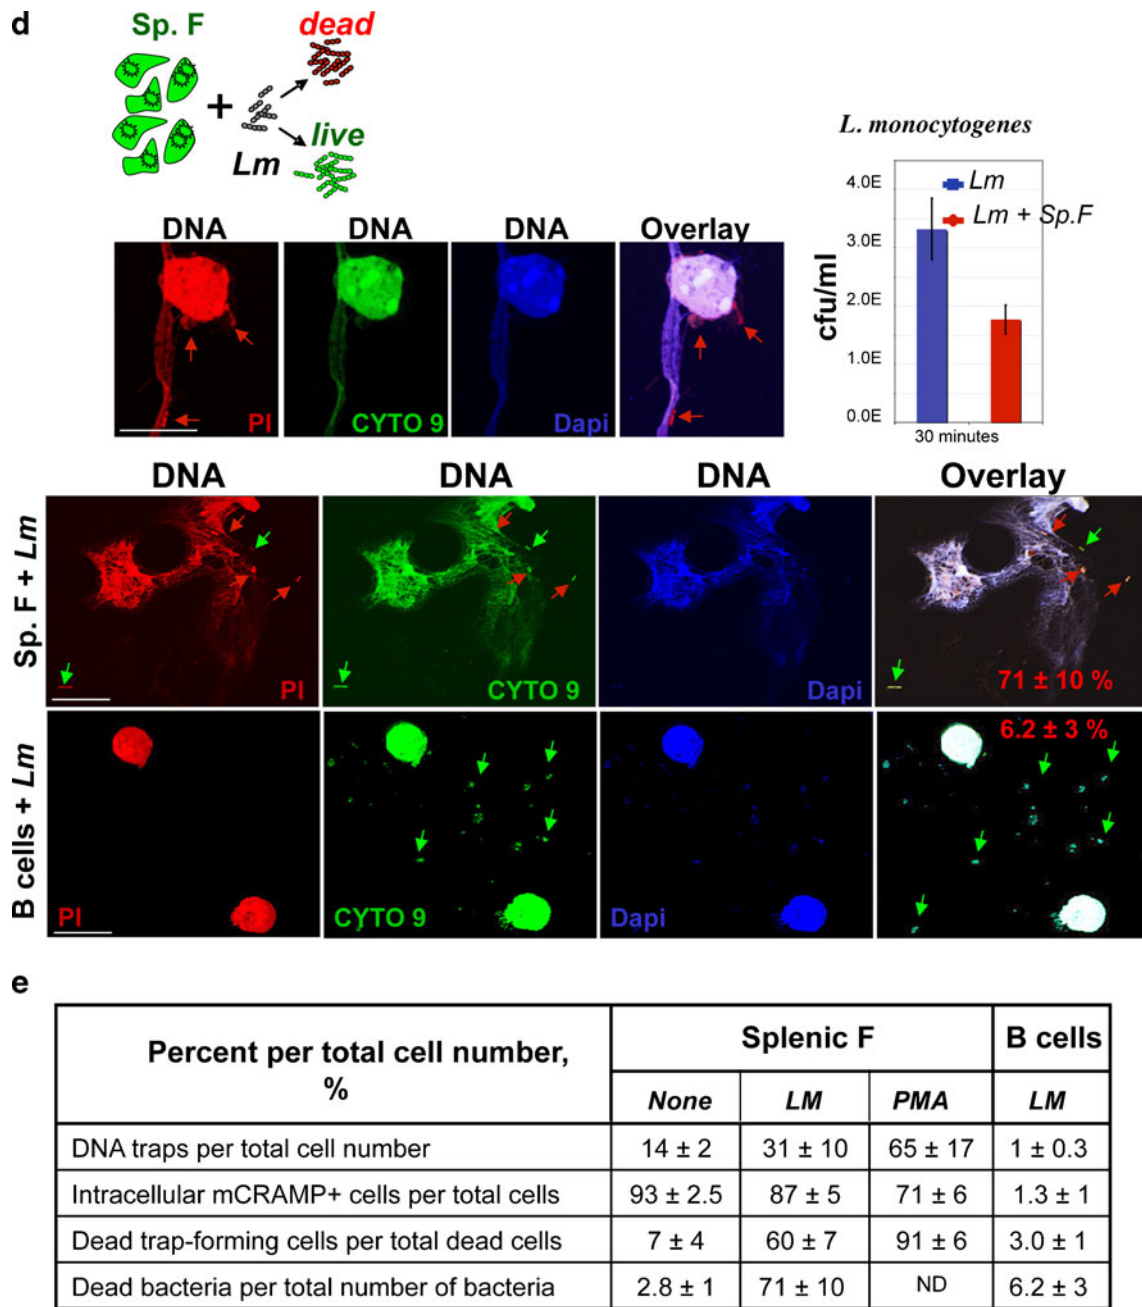 d
Sp. F
dead
+
Lm
live
L. monocytogenes
4.0E
3.0E
2.0E
1.0E
0.0E
cfu/ml
Lm
Lm + Sp.F
30 minutes
DNA DNA DNA Overlay
PI CYTO 9 Dapi
DNA DNA DNA Overlay
Sp. F + Lm
PI CYTO 9 Dapi 71 ± 10 %
B cells + Lm
6.2 ± 3 %
PI CYTO 9 Dapi
e
Percent per total cell number, % Splenic F B cells
None LM PMA LM
DNA traps per total cell number 14 ± 2 31 ± 10 65 ± 17 1 ± 0.3
Intracellular mCRAMP+ cells per total cells 93 ± 2.5 87 ± 5 71 ± 6 1.3 ± 1
Dead trap-forming cells per total dead cells 7 ± 4 60 ± 7 91 ± 6 3.0 ± 1
Dead bacteria per total number of bacteria 2.8 ± 1 71 ± 10 ND 6.2 ± 3